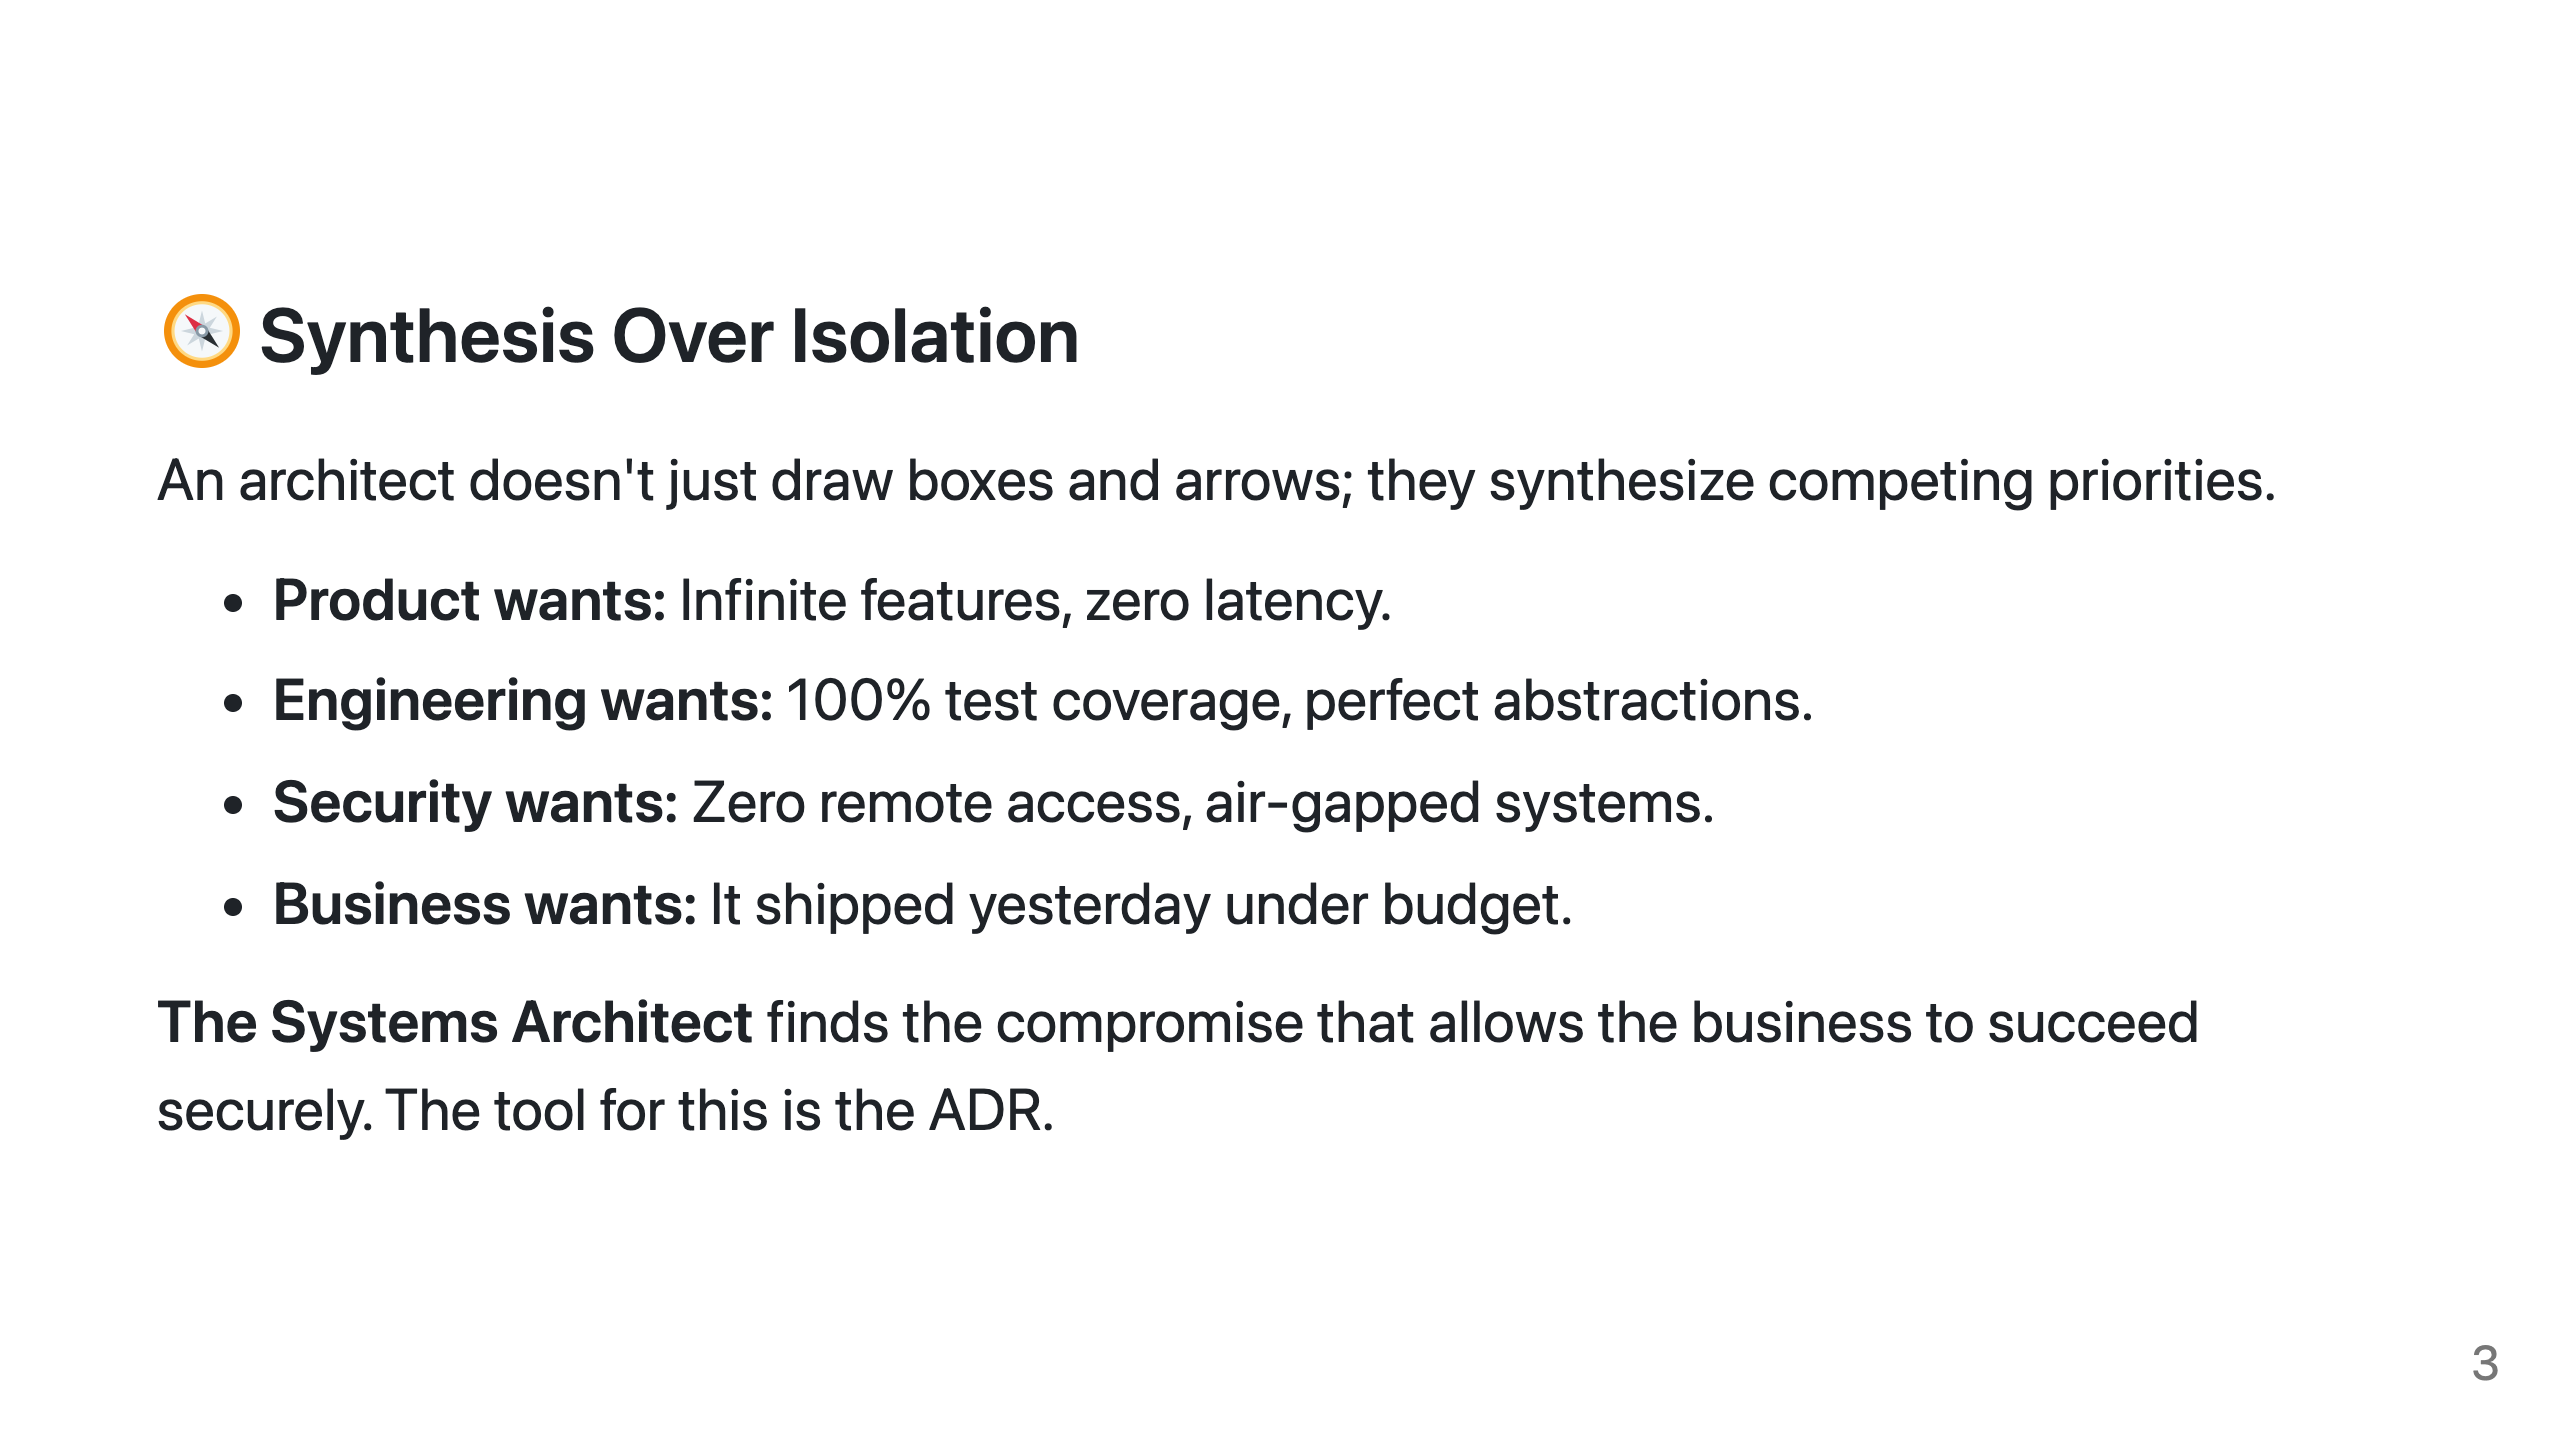 🧭 Synthesis Over Isolation
An architect doesn't just draw boxes and arrows; they synthesize competing priorities.
• Product wants: Infinite features, zero latency.
• Engineering wants: 100% test coverage, perfect abstractions.
• Security wants: Zero remote access, air-gapped systems.
• Business wants: It shipped yesterday under budget.
The Systems Architect finds the compromise that allows the business to succeed
securely. The tool for this is the ADR.
3